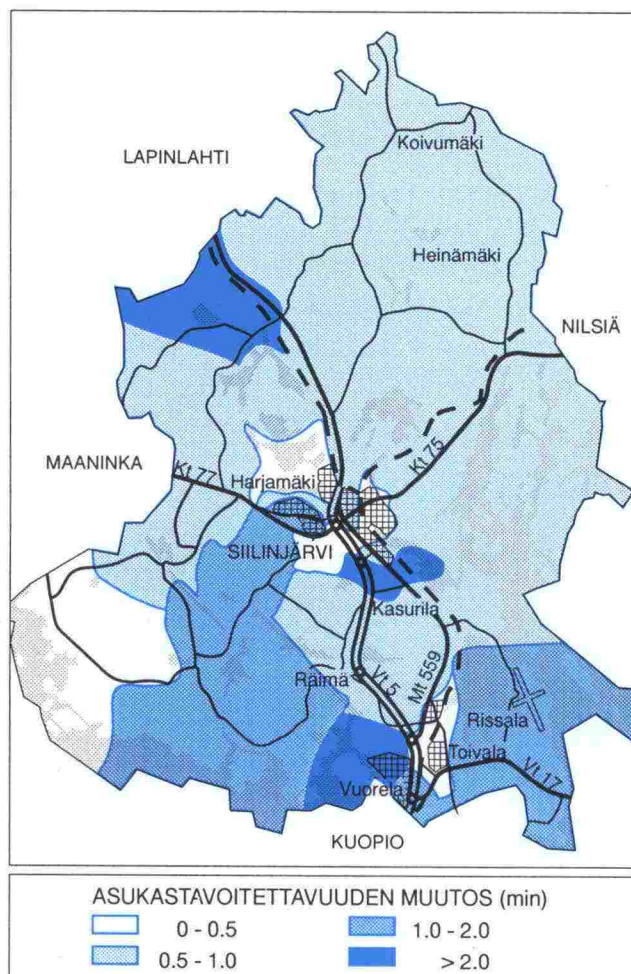 LAPINLAHTI
Koivumäki
Heinämäki
NILSIÄ
MAANINKA
Kt 77
Harjamäki
Kt 75
SIILINJÄRVI
Kasurila
Räimä
Vt 5
Mt 559
Rissala
Toivala
Vuorela
Vt 17
KUOPIO
ASUKASTAVOITETTAVUUDEN MUUTOS (min)
0 - 0.5
1.0 - 2.0
0.5 - 1.0
> 2.0